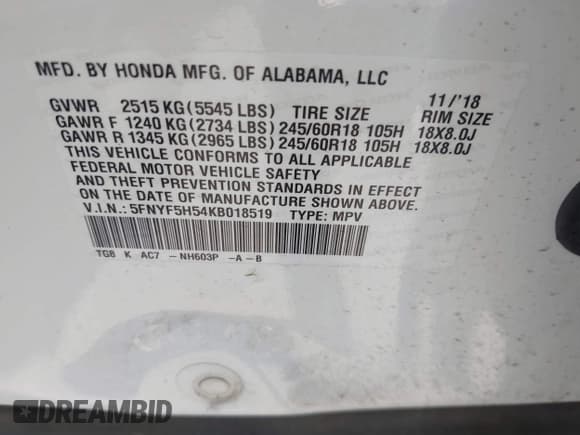 MFD. BY HONDA MFG. OF ALABAMA, LLC
11/'18
GVWR 2515 KG (5545 LBS) TIRE SIZE RIM SIZE
GAWR F 1240 KG (2734 LBS) 245/60R18 105H 18X8.0J
GAWR R 1345 KG (2965 LBS) 245/60R18 105H 18X8.0J
THIS VEHICLE CONFORMS TO ALL APPLICABLE
FEDERAL MOTOR VEHICLE SAFETY
AND THEFT PREVENTION STANDARDS IN EFFECT
ON THE DATE OF MANUFACTURE SHOWN ABOVE.
V.I.N.: 5FNYF5H54KB018519 TYPE: MPV
TG8 K AC7 - NH603P -A -B
DREAMBID